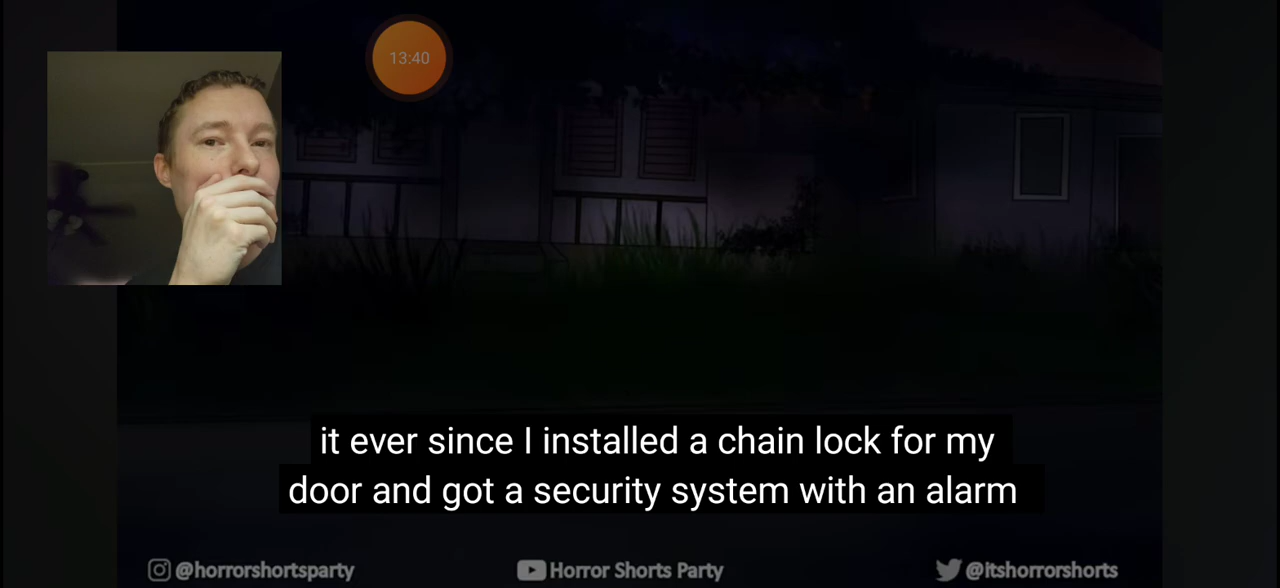 13:40
it ever since I installed a chain lock for my
door and got a security system with an alarm
@horrorshortsparty Horror Shorts Party @itshorrorshorts